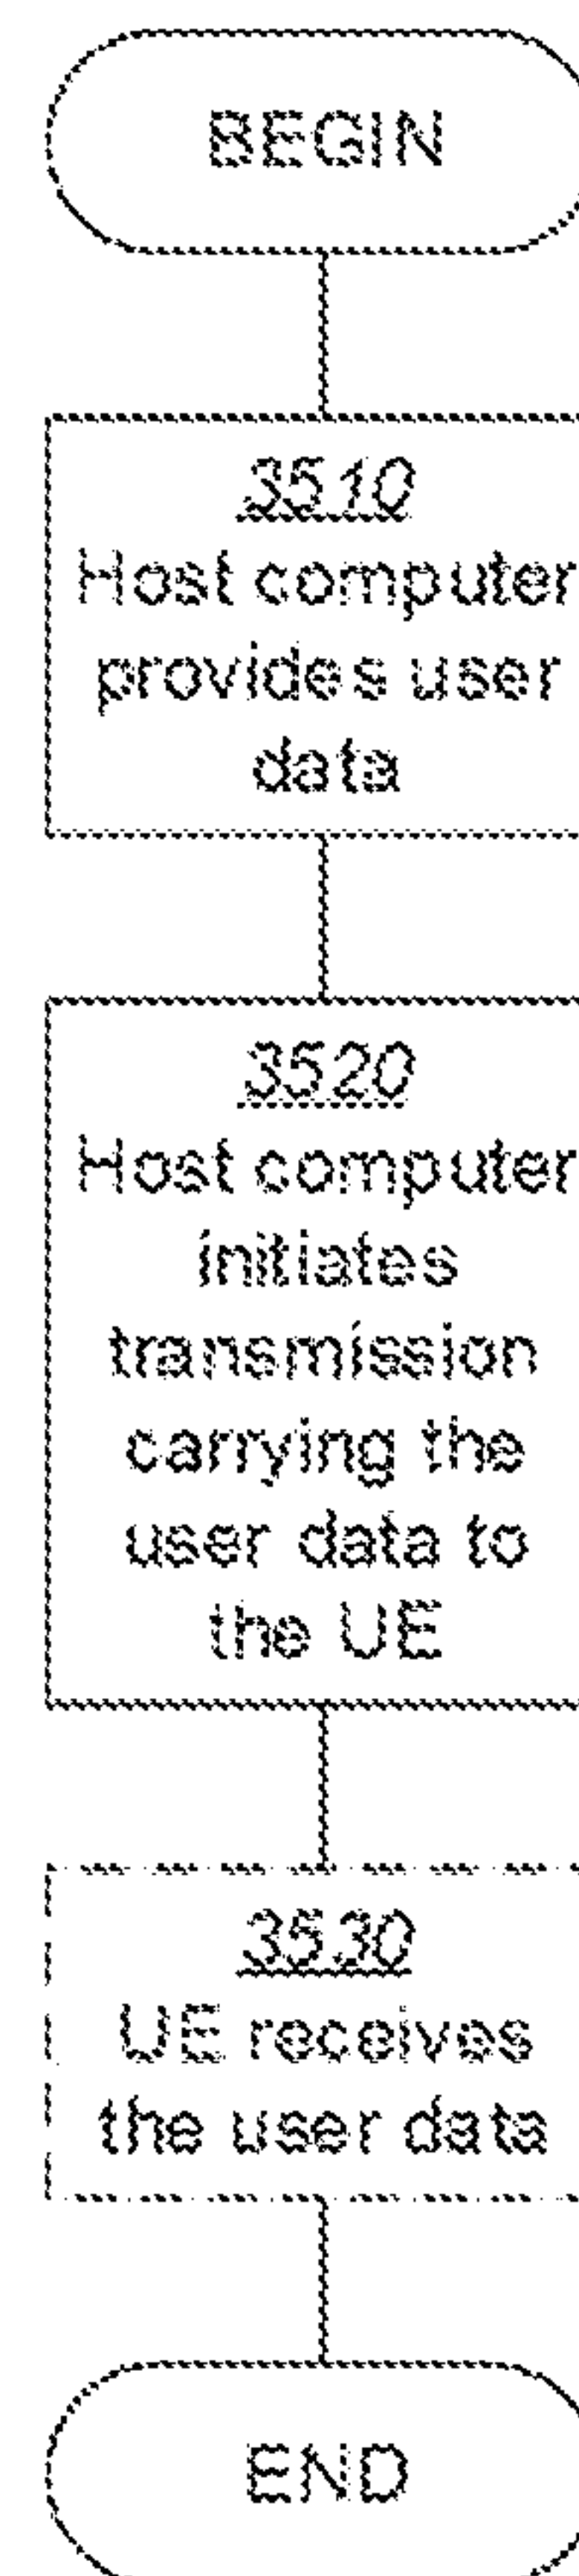 BEGIN
3510
Host computer
provides user
data
3520
Host computer
initiates
transmission
carrying the
user data to
the UE
3530
UE receives
the user data
END